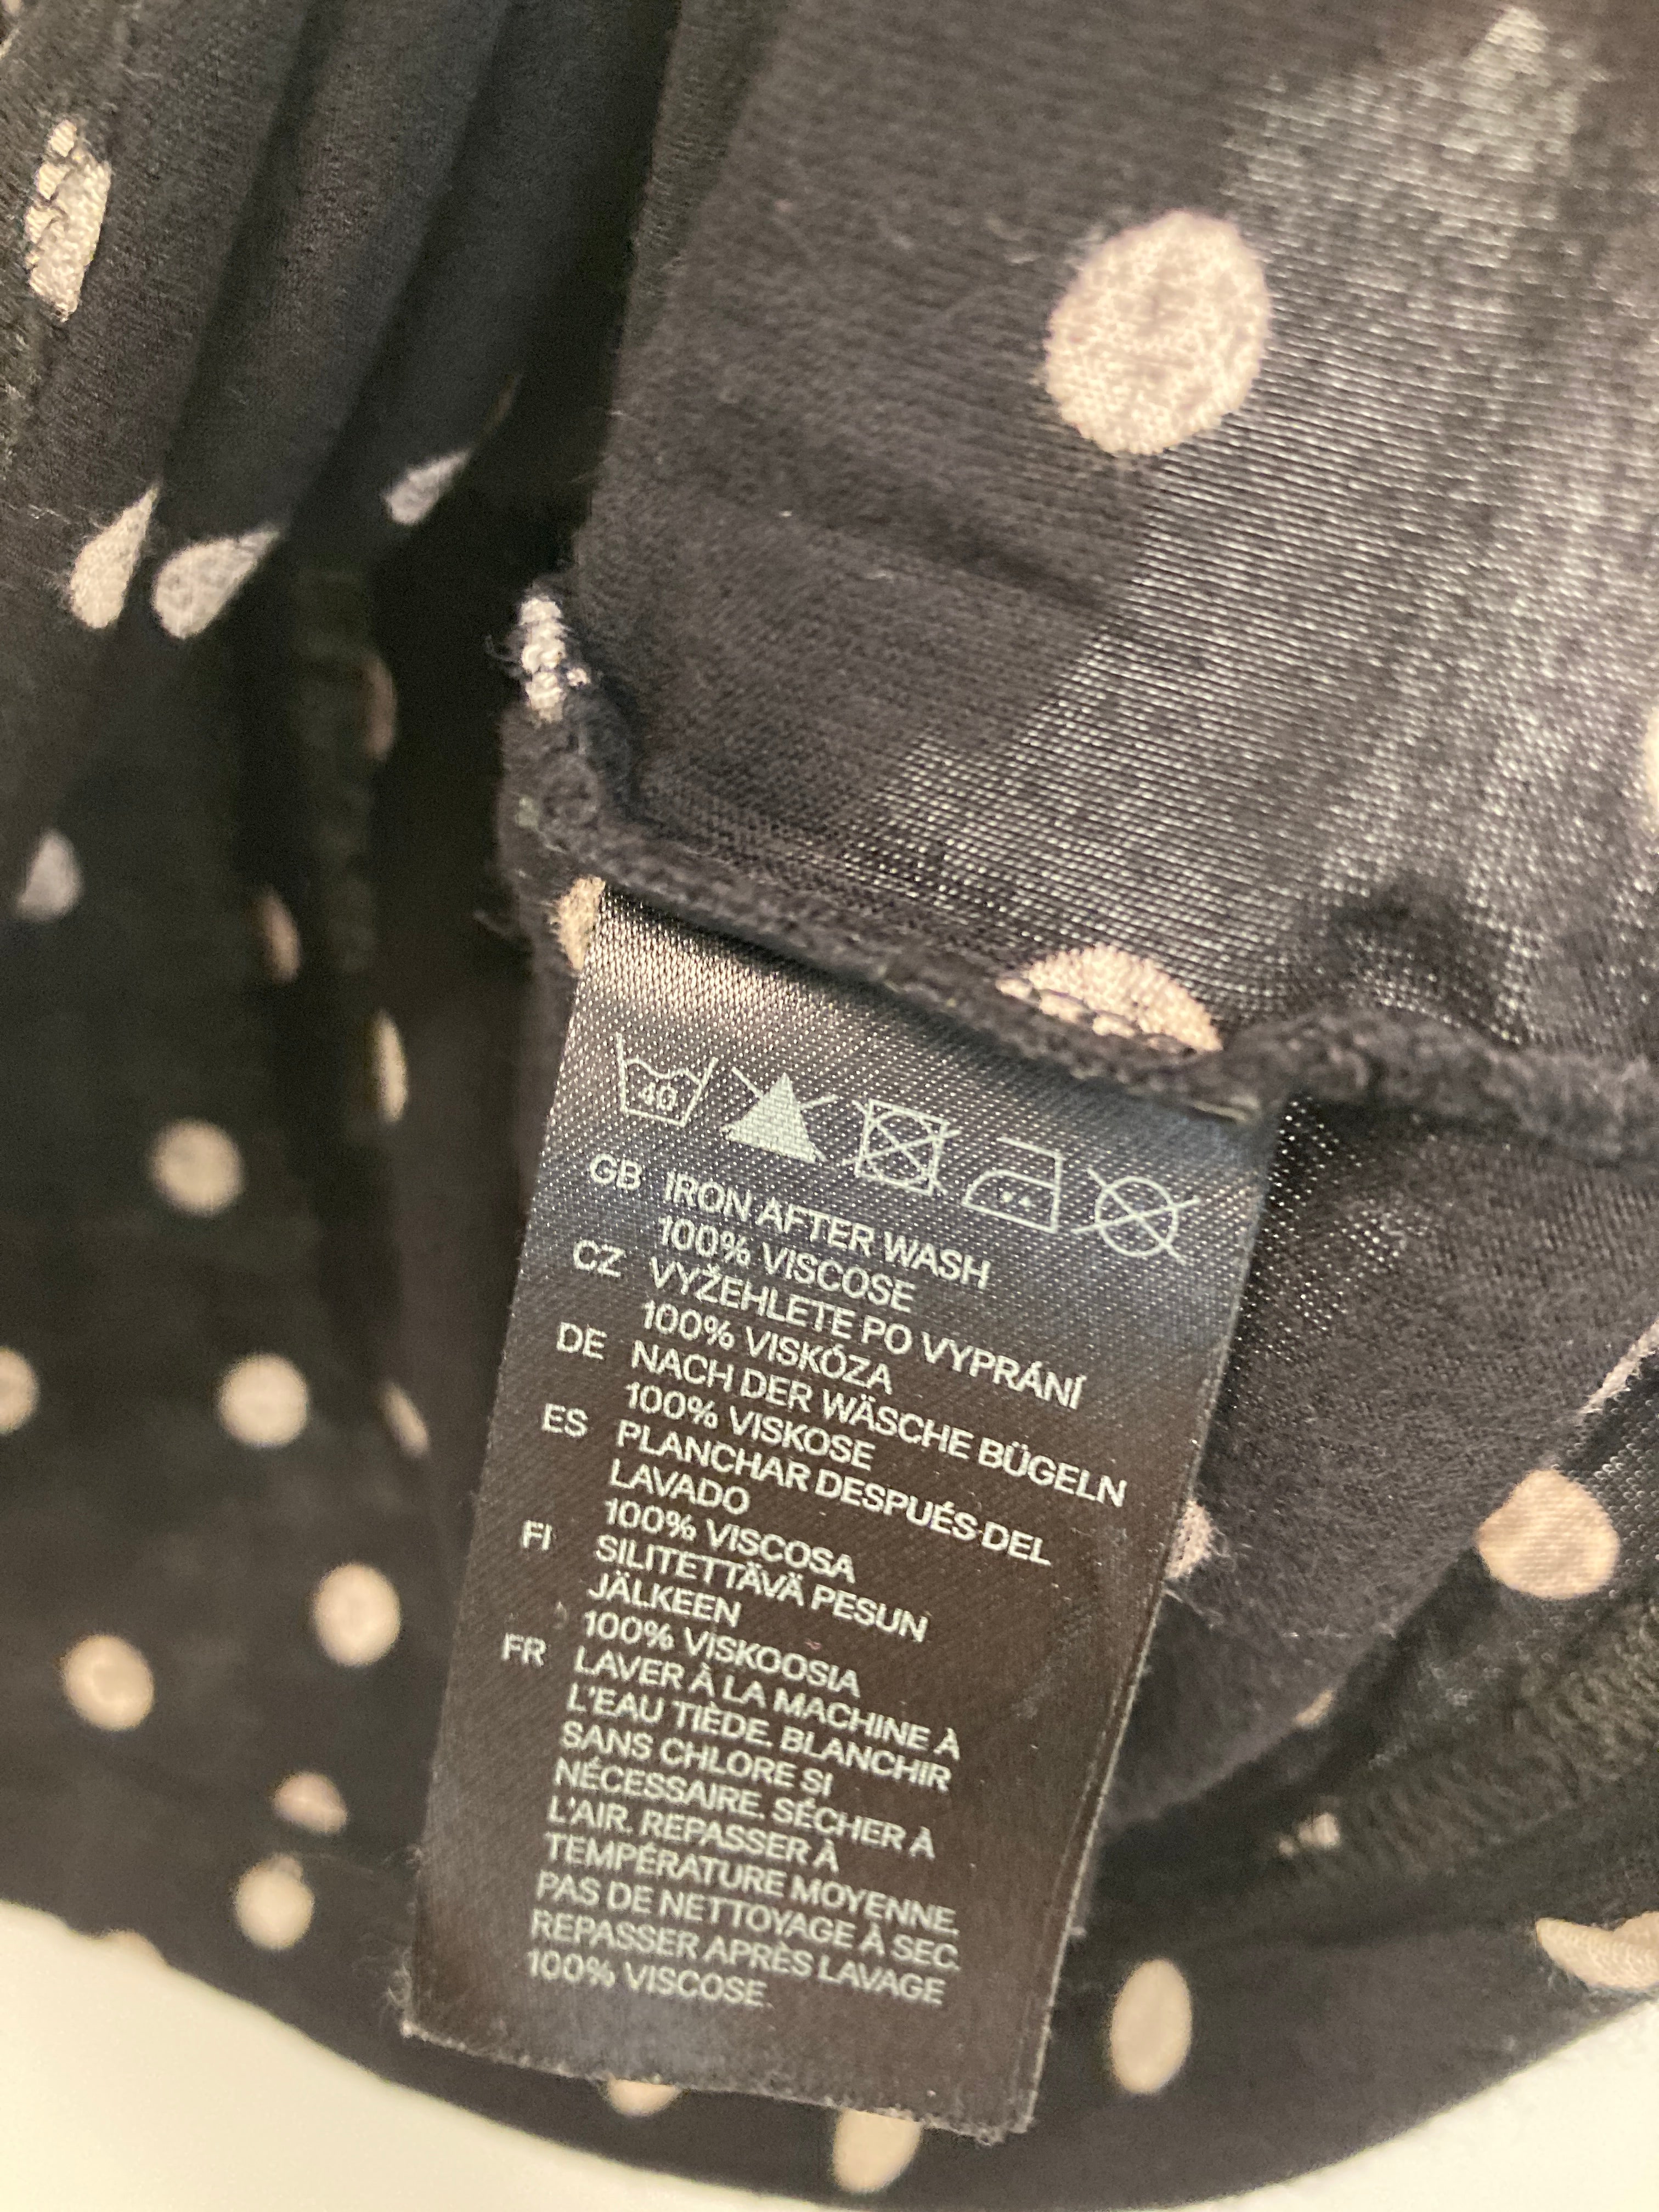 40
GB IRON AFTER WASH
100% VISCOSE
CZ VYŽEHLETE PO VYPRÁNÍ
100% VISKÓZA
DE NACH DER WÄSCHE BÜGELN
100% VISKOSE
ES PLANCHAR DESPUÉS DEL
LAVADO
100% VISCOSA
FI SILITETTÄVÄ PESUN
JÄLKEEN
100% VISKOOSIA
FR LAVER À LA MACHINE À
L'EAU TIÈDE. BLANCHIR
SANS CHLORE SI
NÉCESSAIRE. SÉCHER À
L'AIR. REPASSER À
TEMPÉRATURE MOYENNE.
PAS DE NETTOYAGE À SEC.
REPASSER APRÈS LAVAGE
100% VISCOSE.